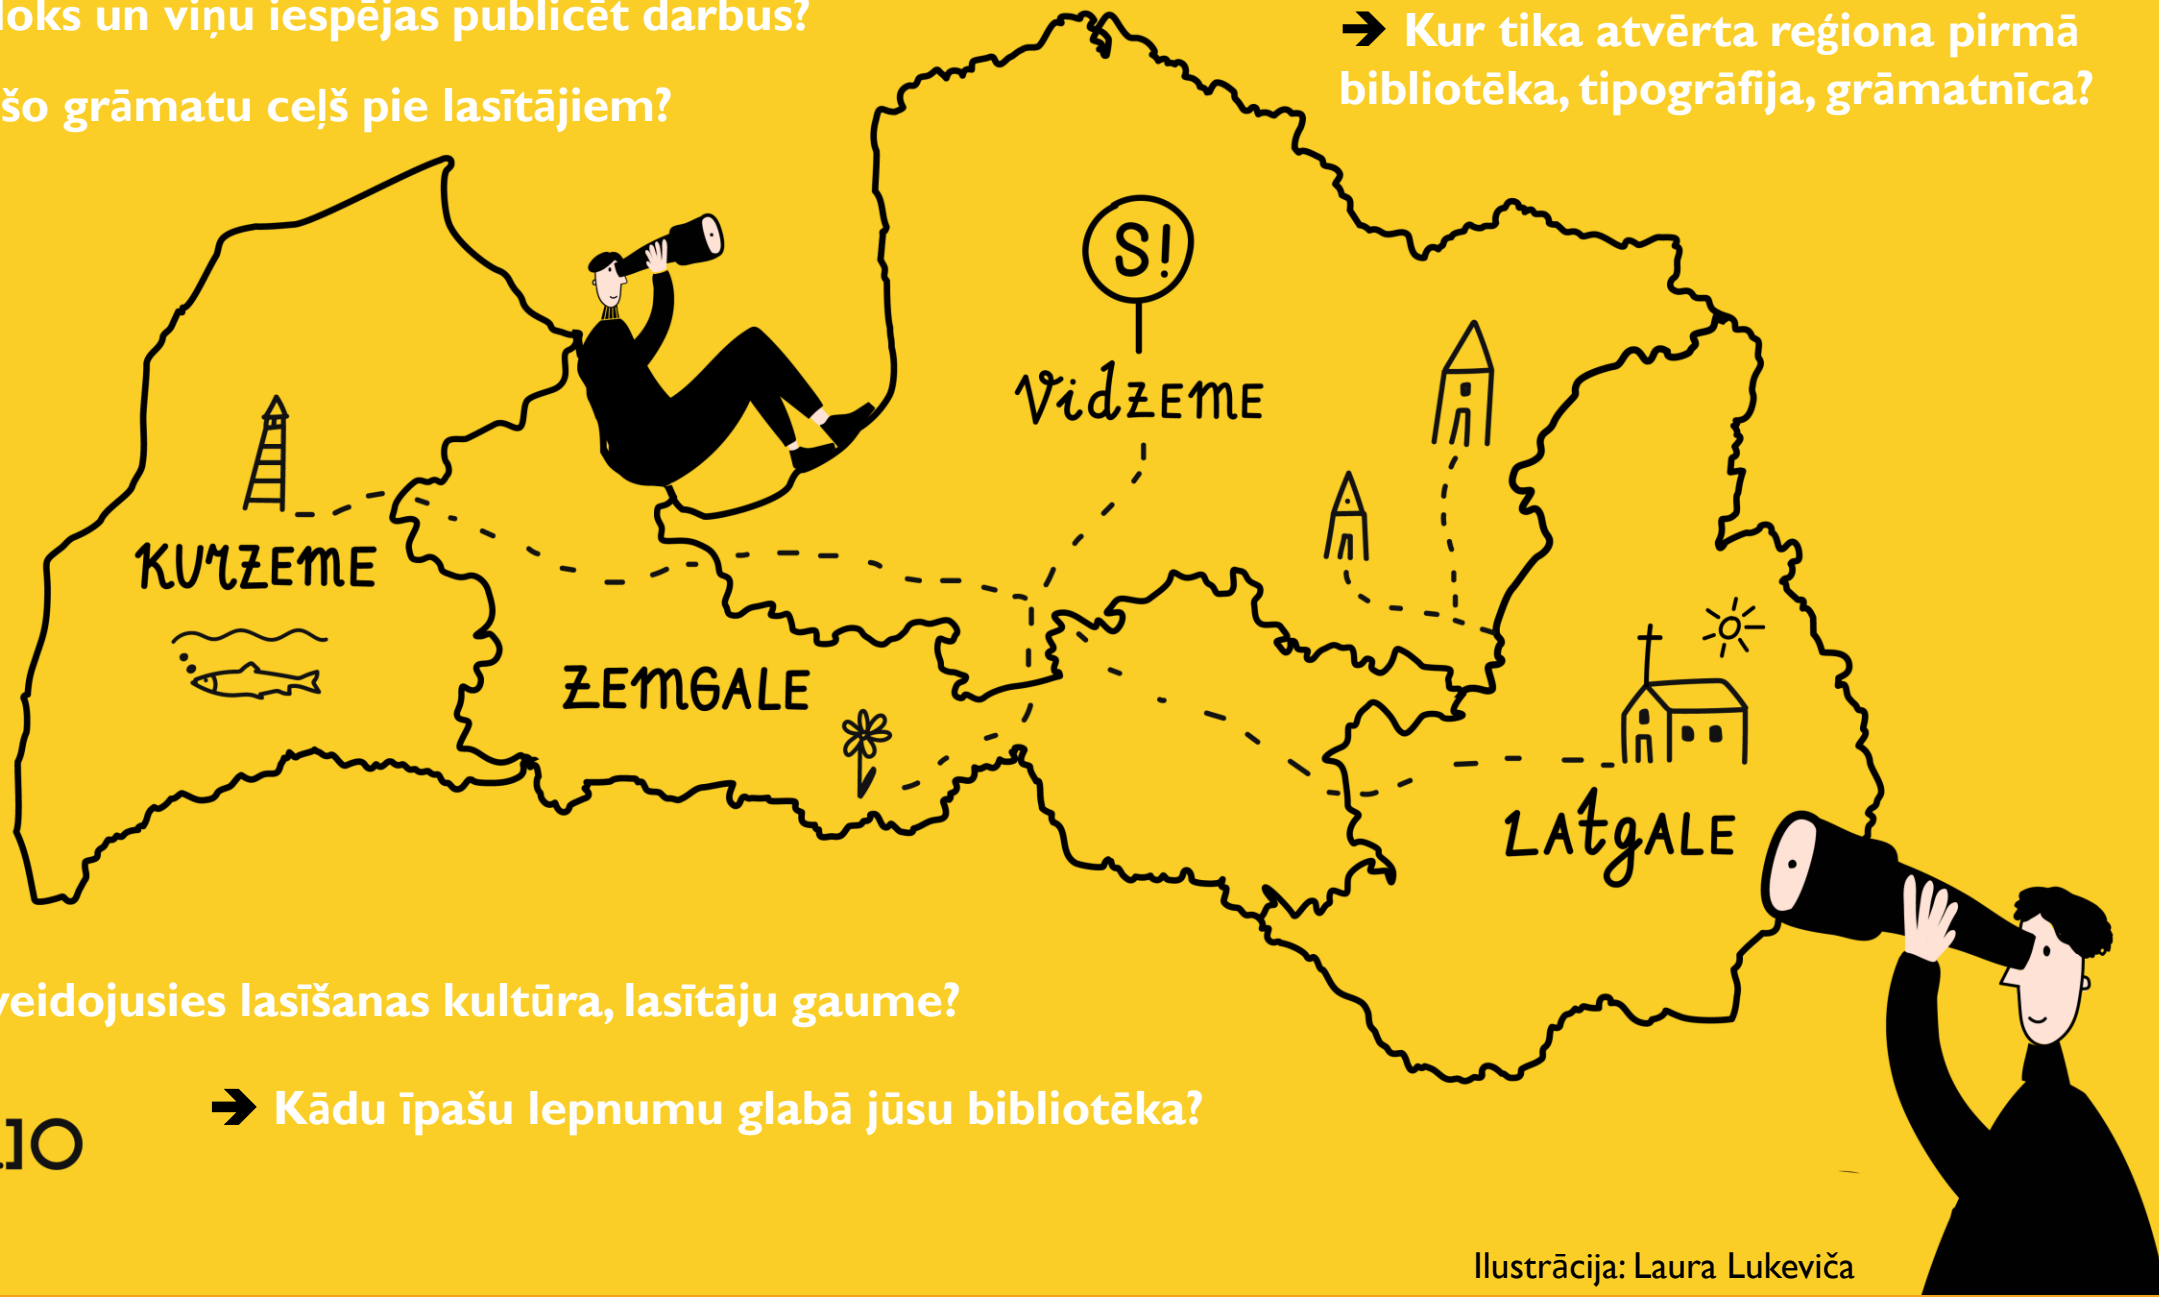 loks un viņu iespējas publicēt darbus?
➔ Kur tika atvērta reģiona pirmā
bibliotēka, tipogrāfija, grāmatnīca?
šo grāmatu ceļš pie lasītājiem?
S!
VidzEME
KURZEME
ZEMGALE
LAtgALE
veidojusies lasīšanas kultūra, lasītāju gaume?
➔ Kādu īpašu lepnumu glabā jūsu bibliotēka?
Ilustrācija: Laura Lukeviča